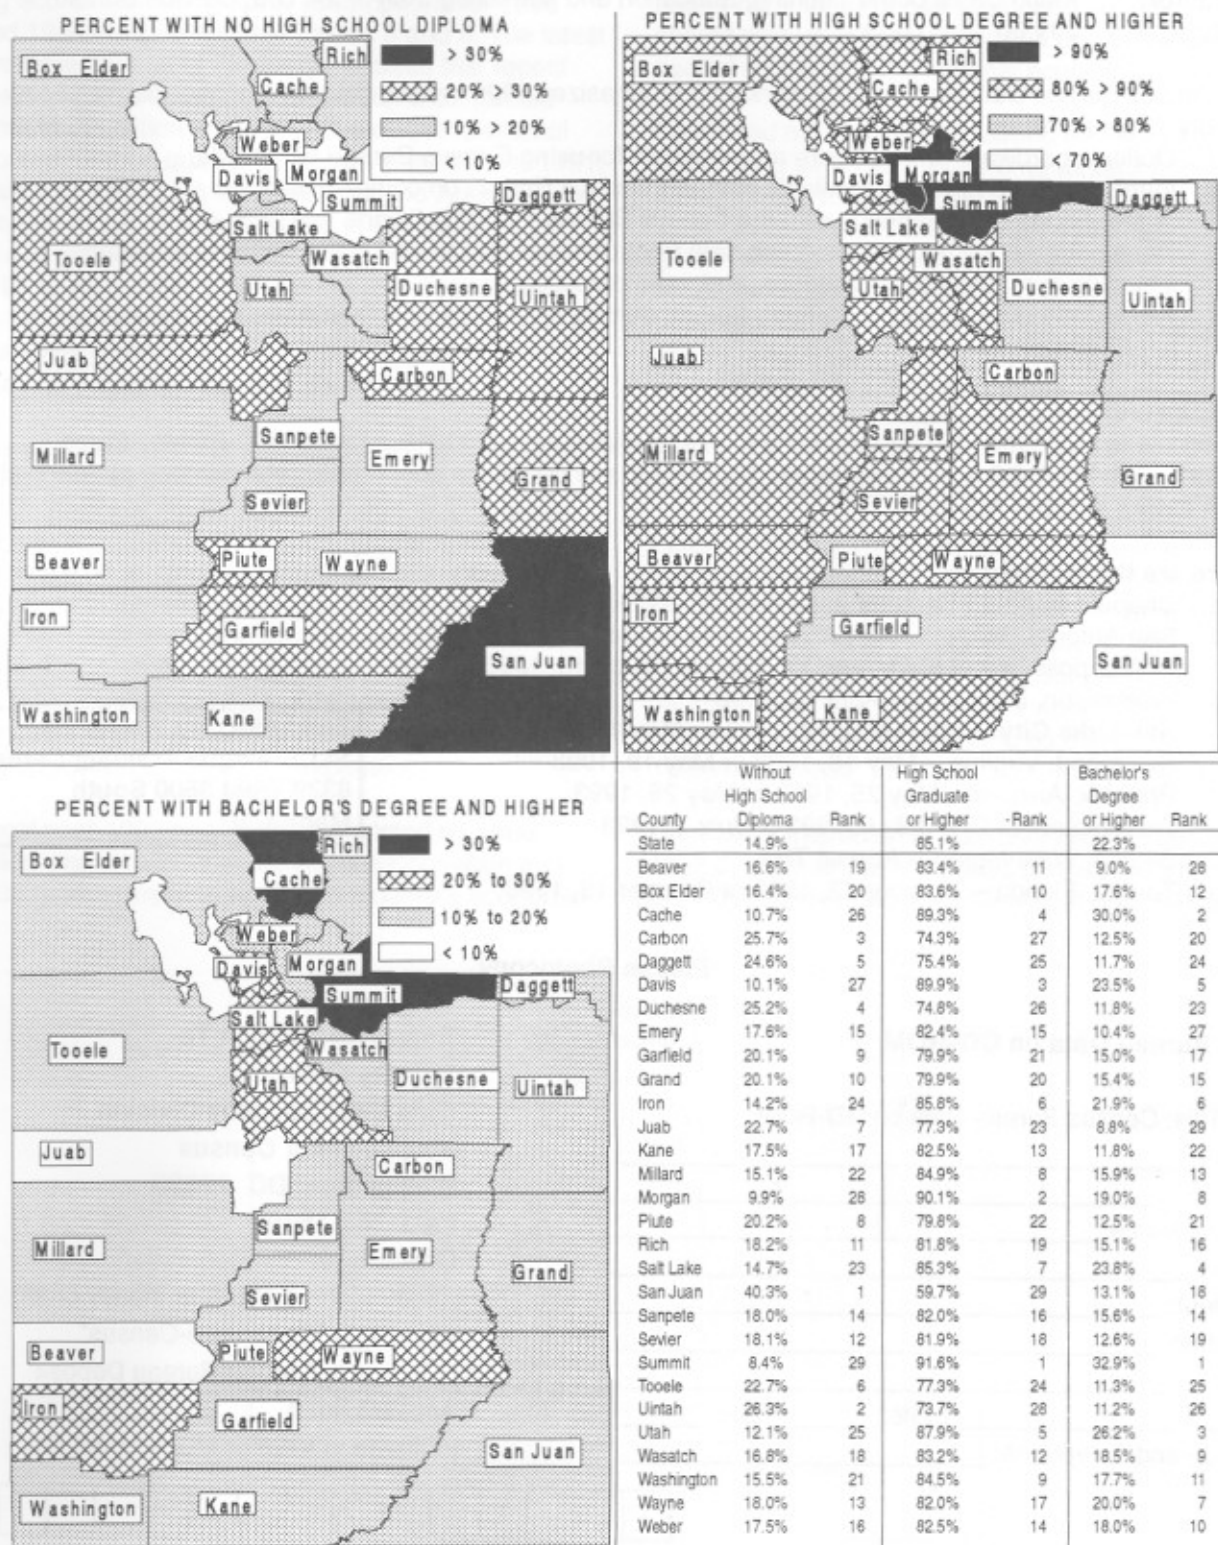 PERCENT WITH NO HIGH SCHOOL DIPLOMA
> 30%
20% > 30%
10% > 20%
< 10%
Box Elder
Rich
Cache
Weber
Morgan
Davis
Summit
Daggett
Salt Lake
Tooele
Wasatch
Utah
Duchesne
Uintah
Juab
Carbon
Sanpete
Millard
Emery
Grand
Sevier
Beaver
Piute
Wayne
Iron
Garfield
San Juan
Washington
Kane
PERCENT WITH HIGH SCHOOL DEGREE AND HIGHER
> 90%
80% > 90%
70% > 80%
< 70%
Box Elder
Rich
Cache
Weber
Davis
Morgan
Summit
Daggett
Salt Lake
Tooele
Wasatch
Utah
Duchesne
Uintah
Juab
Carbon
Sanpete
Millard
Emery
Grand
Sevier
Beaver
Piute
Wayne
Iron
Garfield
San Juan
Washington
Kane
PERCENT WITH BACHELOR'S DEGREE AND HIGHER
> 30%
20% to 30%
10% to 20%
< 10%
Box Elder
Rich
Cache
Weber
Davis
Morgan
Summit
Daggett
Salt Lake
Tooele
Wasatch
Utah
Duchesne
Uintah
Juab
Carbon
Sanpete
Millard
Emery
Grand
Sevier
Beaver
Piute
Wayne
Iron
Garfield
San Juan
Washington
Kane
Without High School Bachelor's
High School Graduate Degree
County Diploma Rank or Higher -Rank or Higher Rank
State 14.9% 85.1% 22.3%
Beaver 16.6% 19 83.4% 11 9.0% 28
Box Elder 16.4% 20 83.6% 10 17.6% 12
Cache 10.7% 26 89.3% 4 30.0% 2
Carbon 25.7% 3 74.3% 27 12.5% 20
Daggett 24.6% 5 75.4% 25 11.7% 24
Davis 10.1% 27 89.9% 3 23.5% 5
Duchesne 25.2% 4 74.8% 26 11.8% 23
Emery 17.6% 15 82.4% 15 10.4% 27
Garfield 20.1% 9 79.9% 21 15.0% 17
Grand 20.1% 10 79.9% 20 15.4% 15
Iron 14.2% 24 85.8% 6 21.9% 6
Juab 22.7% 7 77.3% 23 8.8% 29
Kane 17.5% 17 82.5% 13 11.8% 22
Millard 15.1% 22 84.9% 8 15.9% 13
Morgan 9.9% 28 90.1% 2 19.0% 8
Piute 20.2% 8 79.8% 22 12.5% 21
Rich 18.2% 11 81.8% 19 15.1% 16
Salt Lake 14.7% 23 85.3% 7 23.8% 4
San Juan 40.3% 1 59.7% 29 13.1% 18
Sanpete 18.0% 14 82.0% 16 15.6% 14
Sevier 18.1% 12 81.9% 18 12.6% 19
Summit 8.4% 29 91.6% 1 32.9% 1
Tooele 22.7% 6 77.3% 24 11.3% 25
Uintah 26.3% 2 73.7% 28 11.2% 26
Utah 12.1% 25 87.9% 5 26.2% 3
Wasatch 16.8% 18 83.2% 12 18.5% 9
Washington 15.5% 21 84.5% 9 17.7% 11
Wayne 18.0% 13 82.0% 17 20.0% 7
Weber 17.5% 16 82.5% 14 18.0% 10